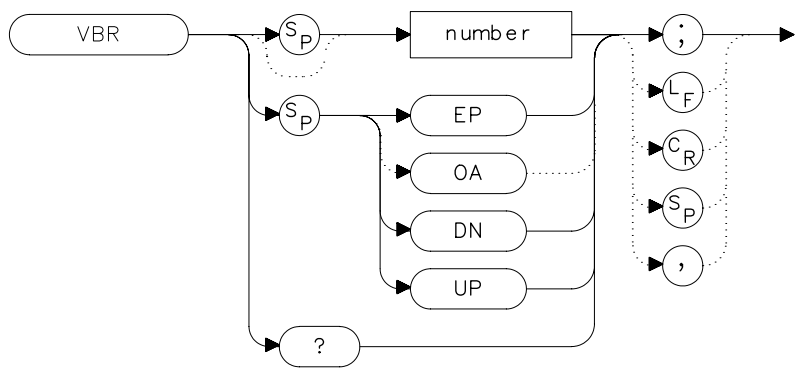 VBR SP number ;
SP EP LF
OA CR
DN SP
UP ,
?